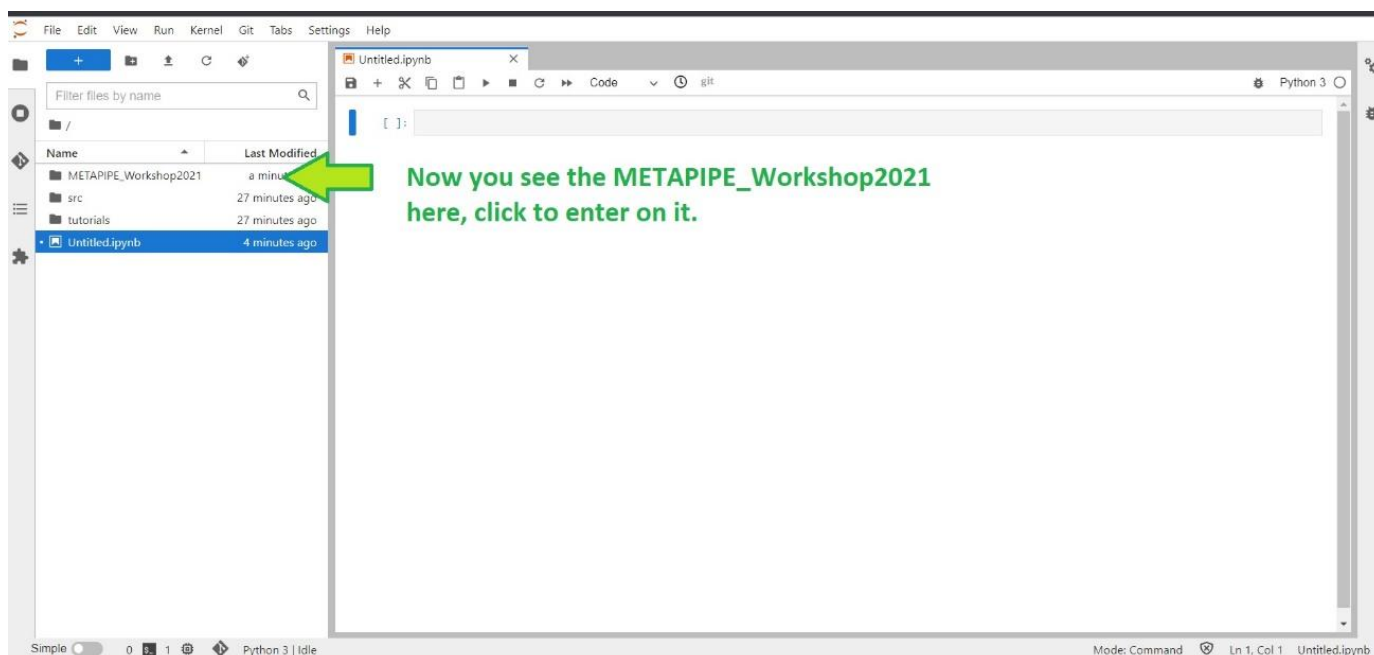 File Edit View Run Kernel Git Tabs Settings Help
+
Filter files by name
/
Name Last Modified
METAPIPE_Workshop2021
src 27 minutes ago
tutorials 27 minutes ago
Untitled.ipynb 4 minutes ago
Untitled.ipynb
Code git Python 3
[ ]:
Now you see the METAPIPE_Workshop2021
here, click to enter on it.
Simple 0 1 Python 3 | Idle Mode: Command Ln 1, Col 1 Untitled.ipynb